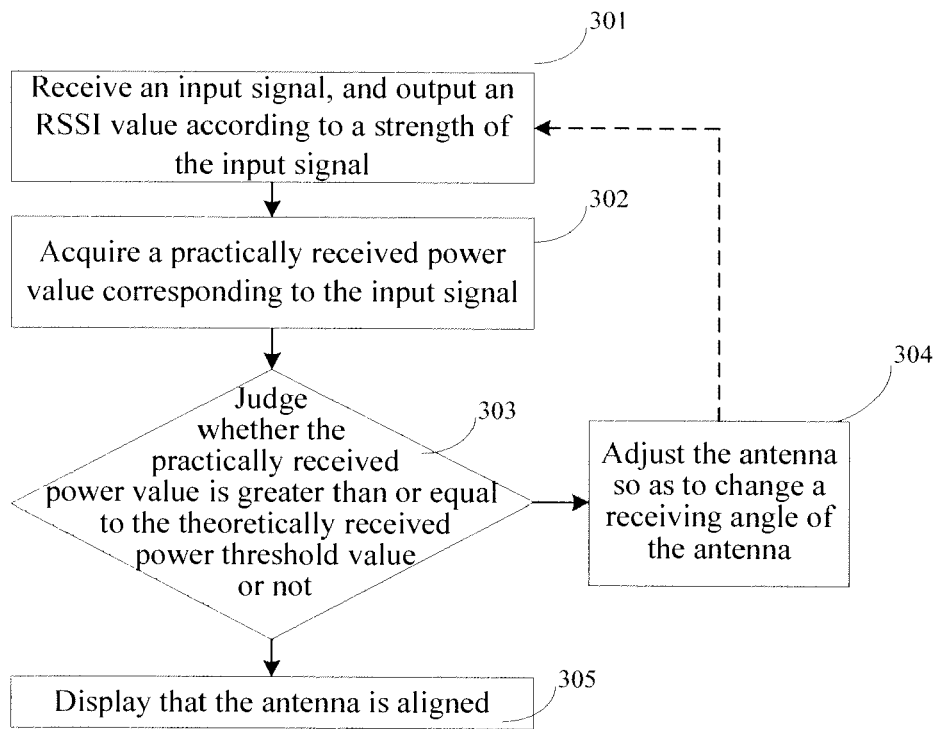 301
Receive an input signal, and output an
RSSI value according to a strength of
the input signal
302
Acquire a practically received power
value corresponding to the input signal
303
Judge
whether the
practically received
power value is greater than or equal
to the theoretically received
power threshold value
or not
304
Adjust the antenna
so as to change a
receiving angle of
the antenna
305
Display that the antenna is aligned